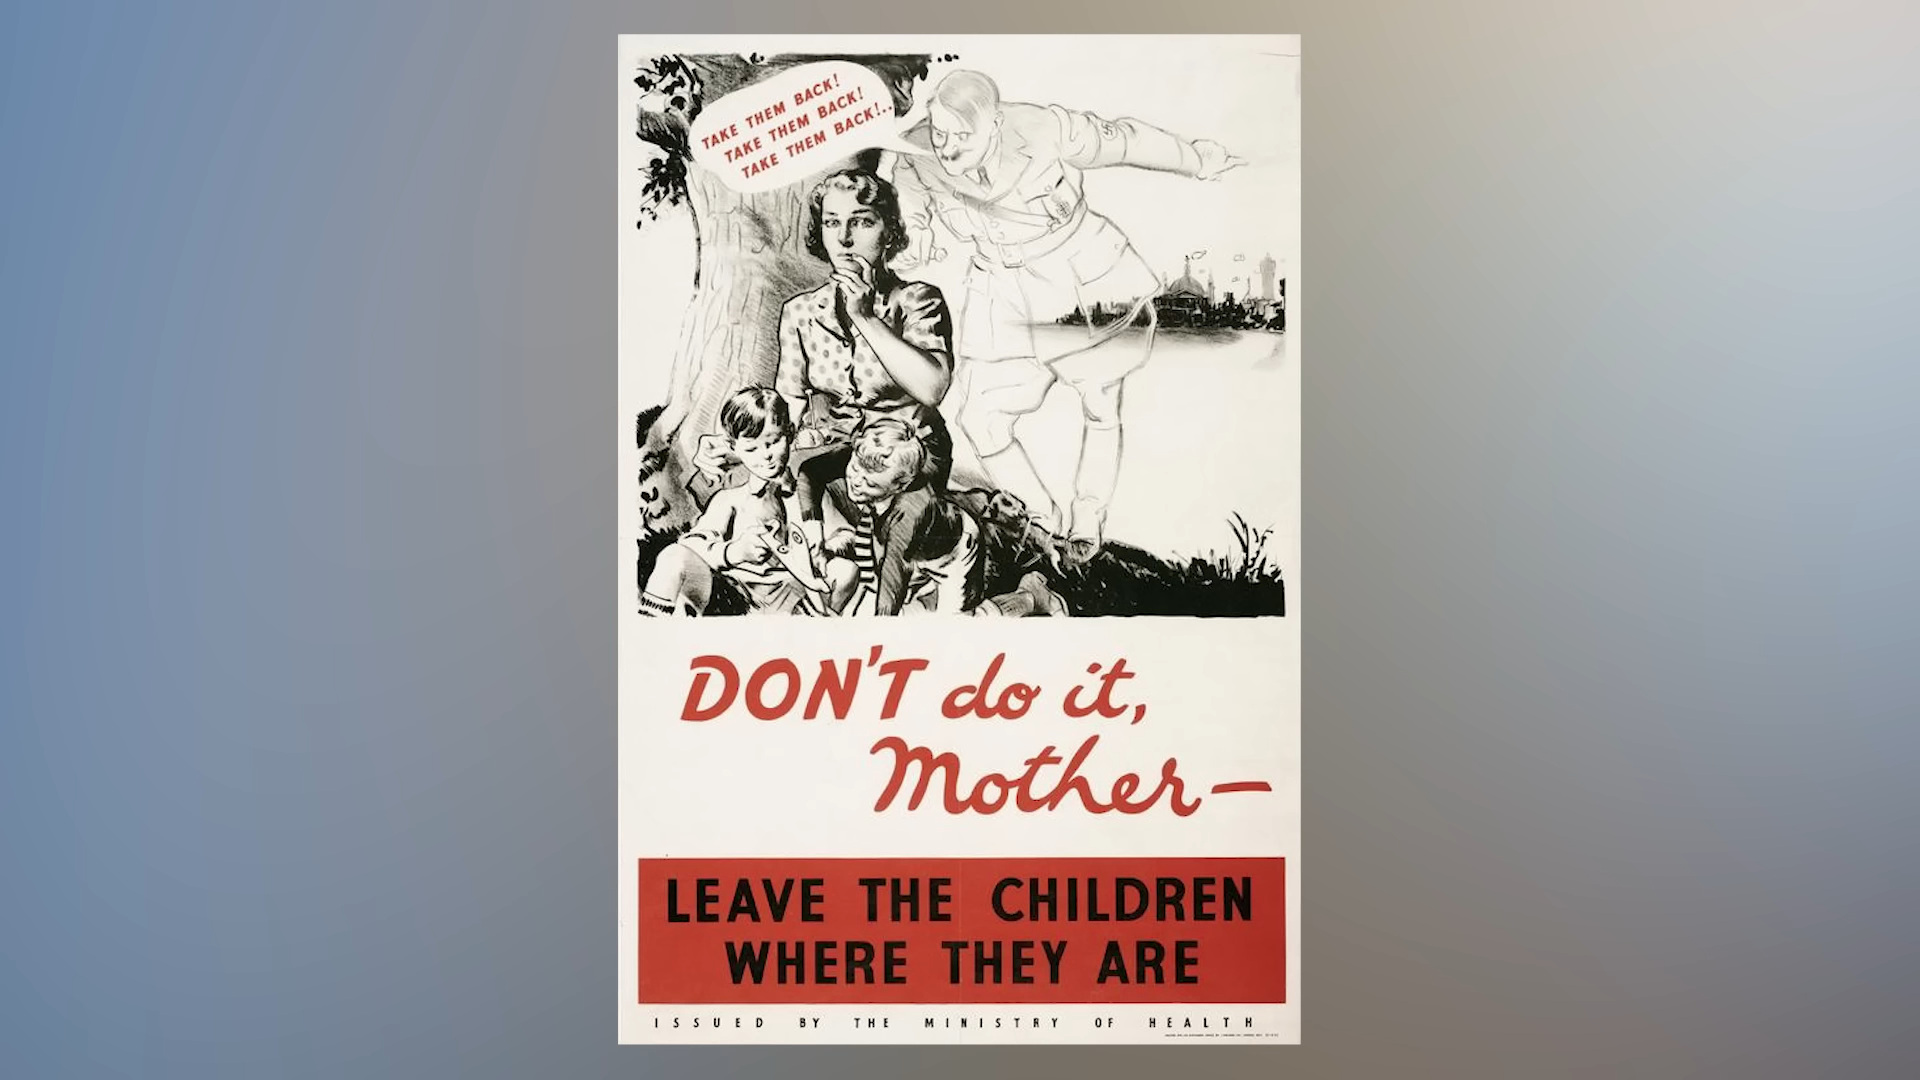 TAKE THEM BACK!
TAKE THEM BACK!
TAKE THEM BACK!..
DON'T do it,
Mother—
LEAVE THE CHILDREN
WHERE THEY ARE
ISSUED BY THE MINISTRY OF HEALTH